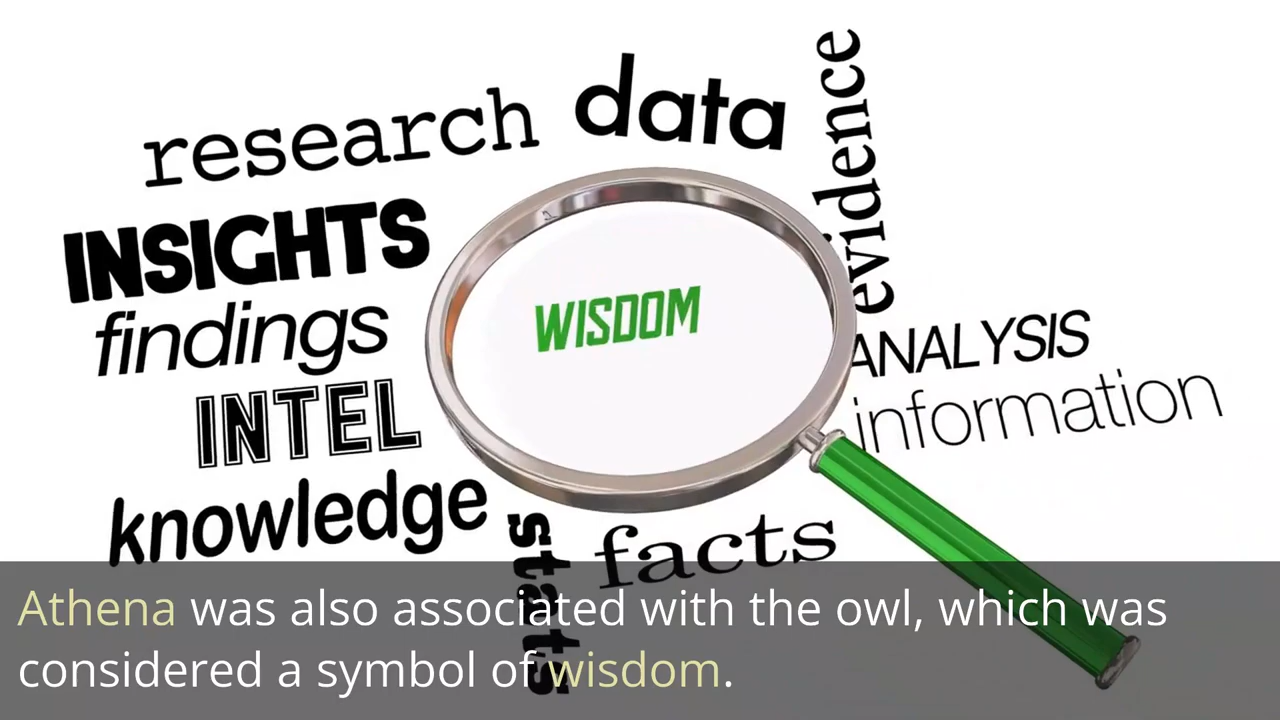 research data
evidence
INSIGHTS
findings
WISDOM
ANALYSIS
INTEL
information
knowledge
stats
facts
Athena was also associated with the owl, which was
considered a symbol of wisdom.